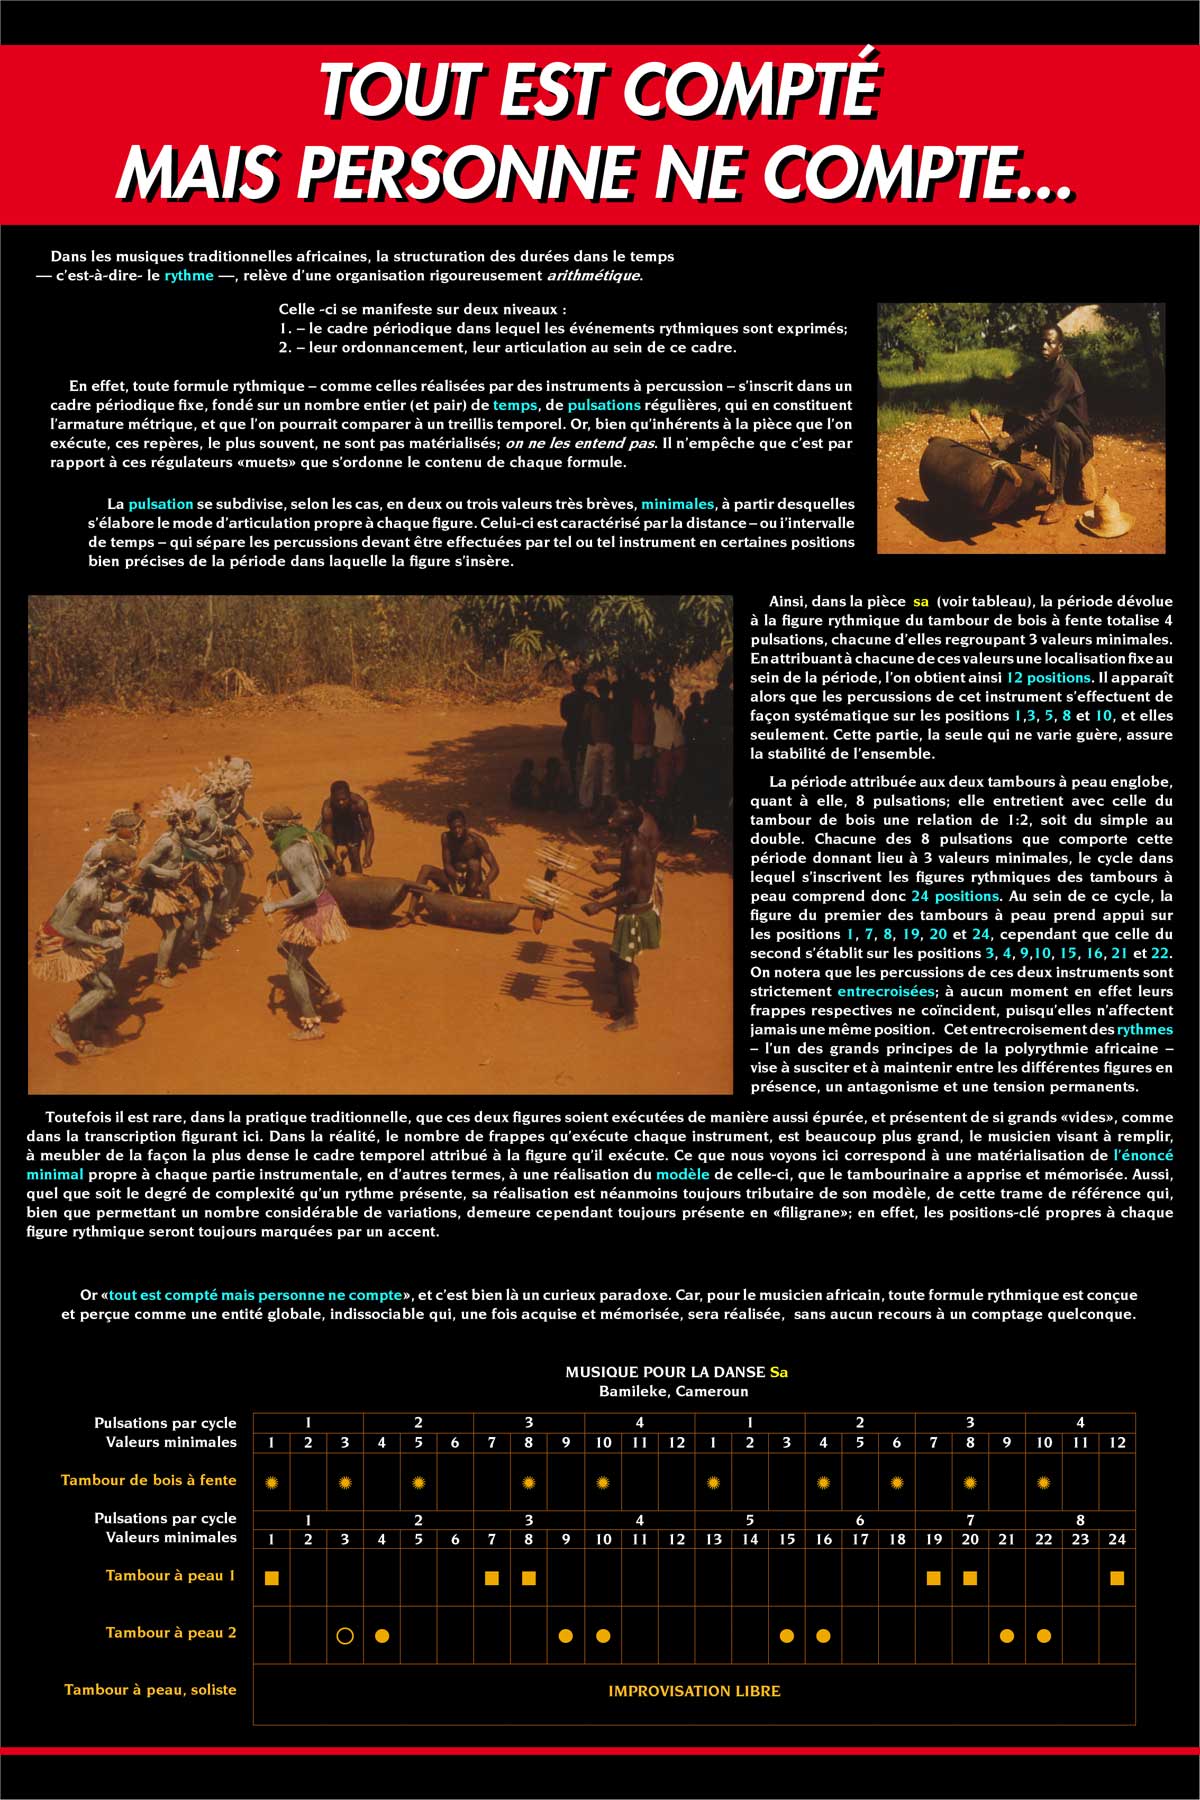 TOUT EST COMPTÉ
MAIS PERSONNE NE COMPTE...
Dans les musiques traditionnelles africaines, la structuration des durées dans le temps
— c'est-à-dire- le rythme —, relève d'une organisation rigoureusement arithmétique.
Celle -ci se manifeste sur deux niveaux :
1. – le cadre périodique dans lequel les événements rythmiques sont exprimés;
2. – leur ordonnancement, leur articulation au sein de ce cadre.
En effet, toute formule rythmique – comme celles réalisées par des instruments à percussion – s'inscrit dans un
cadre périodique fixe, fondé sur un nombre entier (et pair) de temps, de pulsations régulières, qui en constituent
l'armature métrique, et que l'on pourrait comparer à un treillis temporel. Or, bien qu'inhérents à la pièce que l'on
exécute, ces repères, le plus souvent, ne sont pas matérialisés; on ne les entend pas. Il n'empêche que c'est par
rapport à ces régulateurs «muets» que s'ordonne le contenu de chaque formule.
La pulsation se subdivise, selon les cas, en deux ou trois valeurs très brèves, minimales, à partir desquelles
s'élabore le mode d'articulation propre à chaque figure. Celui-ci est caractérisé par la distance – ou i'intervalle
de temps – qui sépare les percussions devant être effectuées par tel ou tel instrument en certaines positions
bien précises de la période dans laquelle la figure s'insère.
Ainsi, dans la pièce sa (voir tableau), la période dévolue
à la figure rythmique du tambour de bois à fente totalise 4
pulsations, chacune d'elles regroupant 3 valeurs minimales.
En attribuant à chacune de ces valeurs une localisation fixe au
sein de la période, l'on obtient ainsi 12 positions. Il apparaît
alors que les percussions de cet instrument s'effectuent de
façon systématique sur les positions 1,3, 5, 8 et 10, et elles
seulement. Cette partie, la seule qui ne varie guère, assure
la stabilité de l'ensemble.
La période attribuée aux deux tambours à peau englobe,
quant à elle, 8 pulsations; elle entretient avec celle du
tambour de bois une relation de 1:2, soit du simple au
double. Chacune des 8 pulsations que comporte cette
période donnant lieu à 3 valeurs minimales, le cycle dans
lequel s'inscrivent les figures rythmiques des tambours à
peau comprend donc 24 positions. Au sein de ce cycle, la
figure du premier des tambours à peau prend appui sur
les positions 1, 7, 8, 19, 20 et 24, cependant que celle du
second s'établit sur les positions 3, 4, 9,10, 15, 16, 21 et 22.
On notera que les percussions de ces deux instruments sont
strictement entrecroisées; à aucun moment en effet leurs
frappes respectives ne coïncident, puisqu'elles n'affectent
jamais une même position. Cet entrecroisement des rythmes
– l'un des grands principes de la polyrythmie africaine –
vise à susciter et à maintenir entre les différentes figures en
présence, un antagonisme et une tension permanents.
Toutefois il est rare, dans la pratique traditionnelle, que ces deux figures soient exécutées de manière aussi épurée, et présentent de si grands «vides», comme
dans la transcription figurant ici. Dans la réalité, le nombre de frappes qu'exécute chaque instrument, est beaucoup plus grand, le musicien visant à remplir,
à meubler de la façon la plus dense le cadre temporel attribué à la figure qu'il exécute. Ce que nous voyons ici correspond à une matérialisation de l'énoncé
minimal propre à chaque partie instrumentale, en d'autres termes, à une réalisation du modèle de celle-ci, que le tambourinaire a apprise et mémorisée. Aussi,
quel que soit le degré de complexité qu'un rythme présente, sa réalisation est néanmoins toujours tributaire de son modèle, de cette trame de référence qui,
bien que permettant un nombre considérable de variations, demeure cependant toujours présente en «filigrane»; en effet, les positions-clé propres à chaque
figure rythmique seront toujours marquées par un accent.
Or «tout est compté mais personne ne compte», et c'est bien là un curieux paradoxe. Car, pour le musicien africain, toute formule rythmique est conçue
et perçue comme une entité globale, indissociable qui, une fois acquise et mémorisée, sera réalisée, sans aucun recours à un comptage quelconque.
MUSIQUE POUR LA DANSE Sa
Bamileke, Cameroun
Pulsations par cycle 1 2 3 4 1 2 3 4
Valeurs minimales 1 2 3 4 5 6 7 8 9 10 11 12 1 2 3 4 5 6 7 8 9 10 11 12
Tambour de bois à fente
Pulsations par cycle 1 2 3 4 5 6 7 8
Valeurs minimales 1 2 3 4 5 6 7 8 9 10 11 12 13 14 15 16 17 18 19 20 21 22 23 24
Tambour à peau 1
Tambour à peau 2
Tambour à peau, soliste IMPROVISATION LIBRE